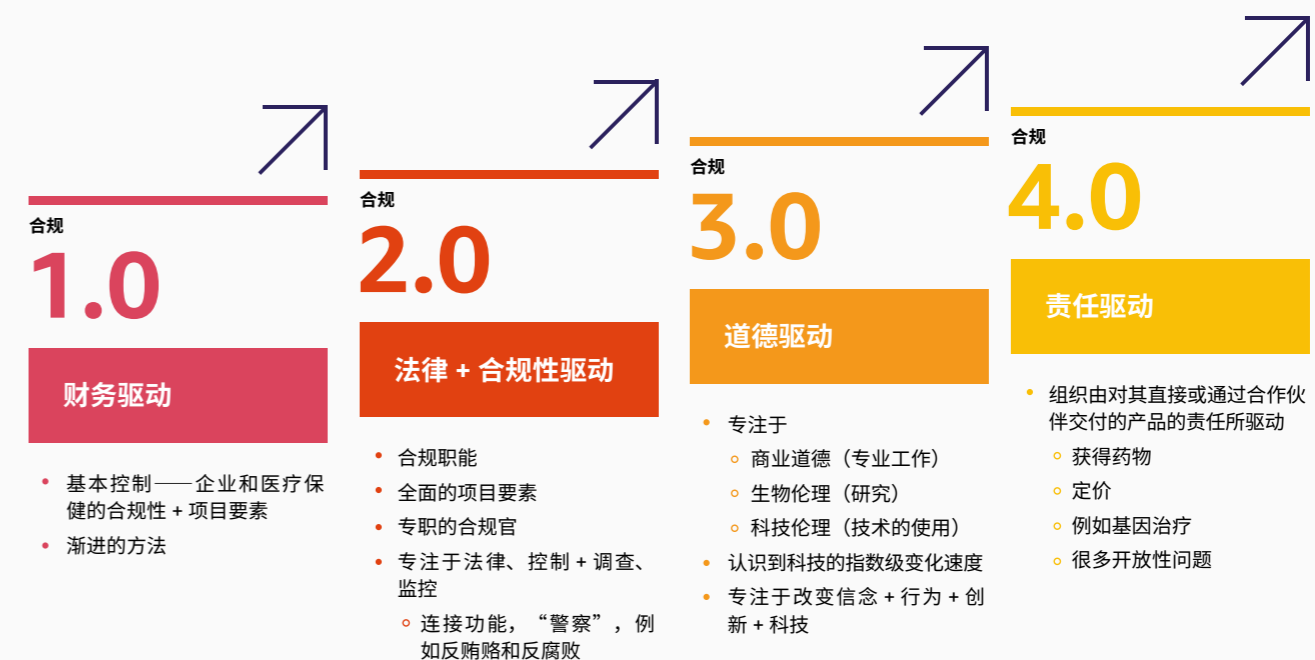 合规
1.0
财务驱动
• 基本控制——企业和医疗保
健的合规性 + 项目要素
• 渐进的方法
合规
2.0
法律 + 合规性驱动
• 合规职能
• 全面的项目要素
• 专职的合规官
• 专注于法律、控制 + 调查、
监控
○ 连接功能，“警察”，例
如反贿赂和反腐败
合规
3.0
道德驱动
• 专注于
○ 商业道德（专业工作）
○ 生物伦理（研究）
○ 科技伦理（技术的使用）
• 认识到科技的指数级变化速度
• 专注于改变信念 + 行为 + 创
新 + 科技
合规
4.0
责任驱动
• 组织由对其直接或通过合作伙
伴交付的产品的责任所驱动
○ 获得药物
○ 定价
○ 例如基因治疗
○ 很多开放性问题